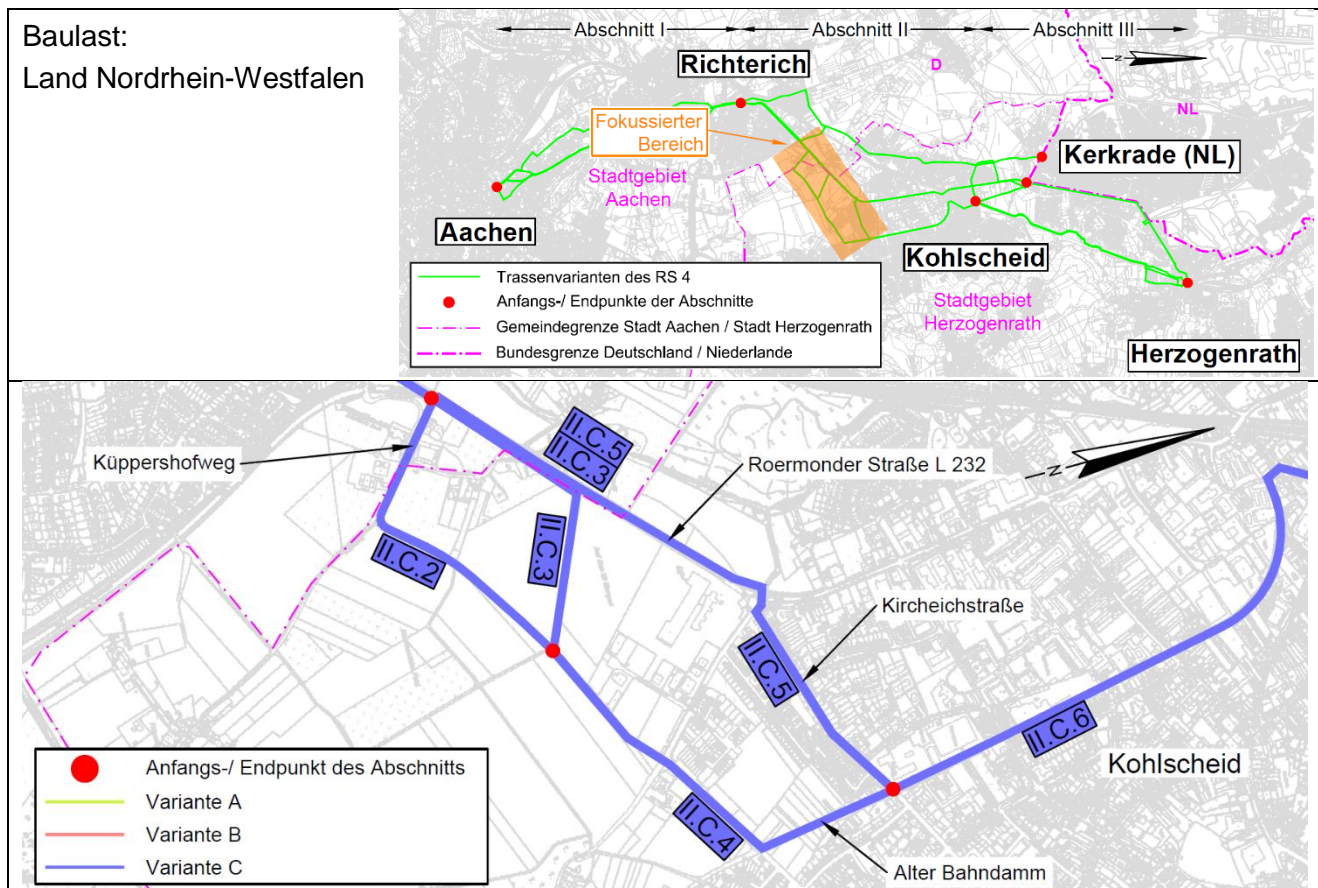 Baulast:
Land Nordrhein-Westfalen
Abschnitt I
Abschnitt II
Abschnitt III
Richterich
D
N
NL
Fokussierter
Bereich
Stadtgebiet
Aachen
Kerkrade (NL)
Aachen
Kohlscheid
Stadtgebiet
Herzogenrath
Herzogenrath
Trassenvarianten des RS 4
Anfangs-/ Endpunkte der Abschnitte
Gemeindegrenze Stadt Aachen / Stadt Herzogenrath
Bundesgrenze Deutschland / Niederlande
Küppershofweg
II.C.5
II.C.3
Roermonder Straße L 232
N
II.C.2
II.C.3
Kircheichstraße
II.C.5
II.C.6
Kohlscheid
II.C.4
Alter Bahndamm
Anfangs-/ Endpunkt des Abschnitts
Variante A
Variante B
Variante C